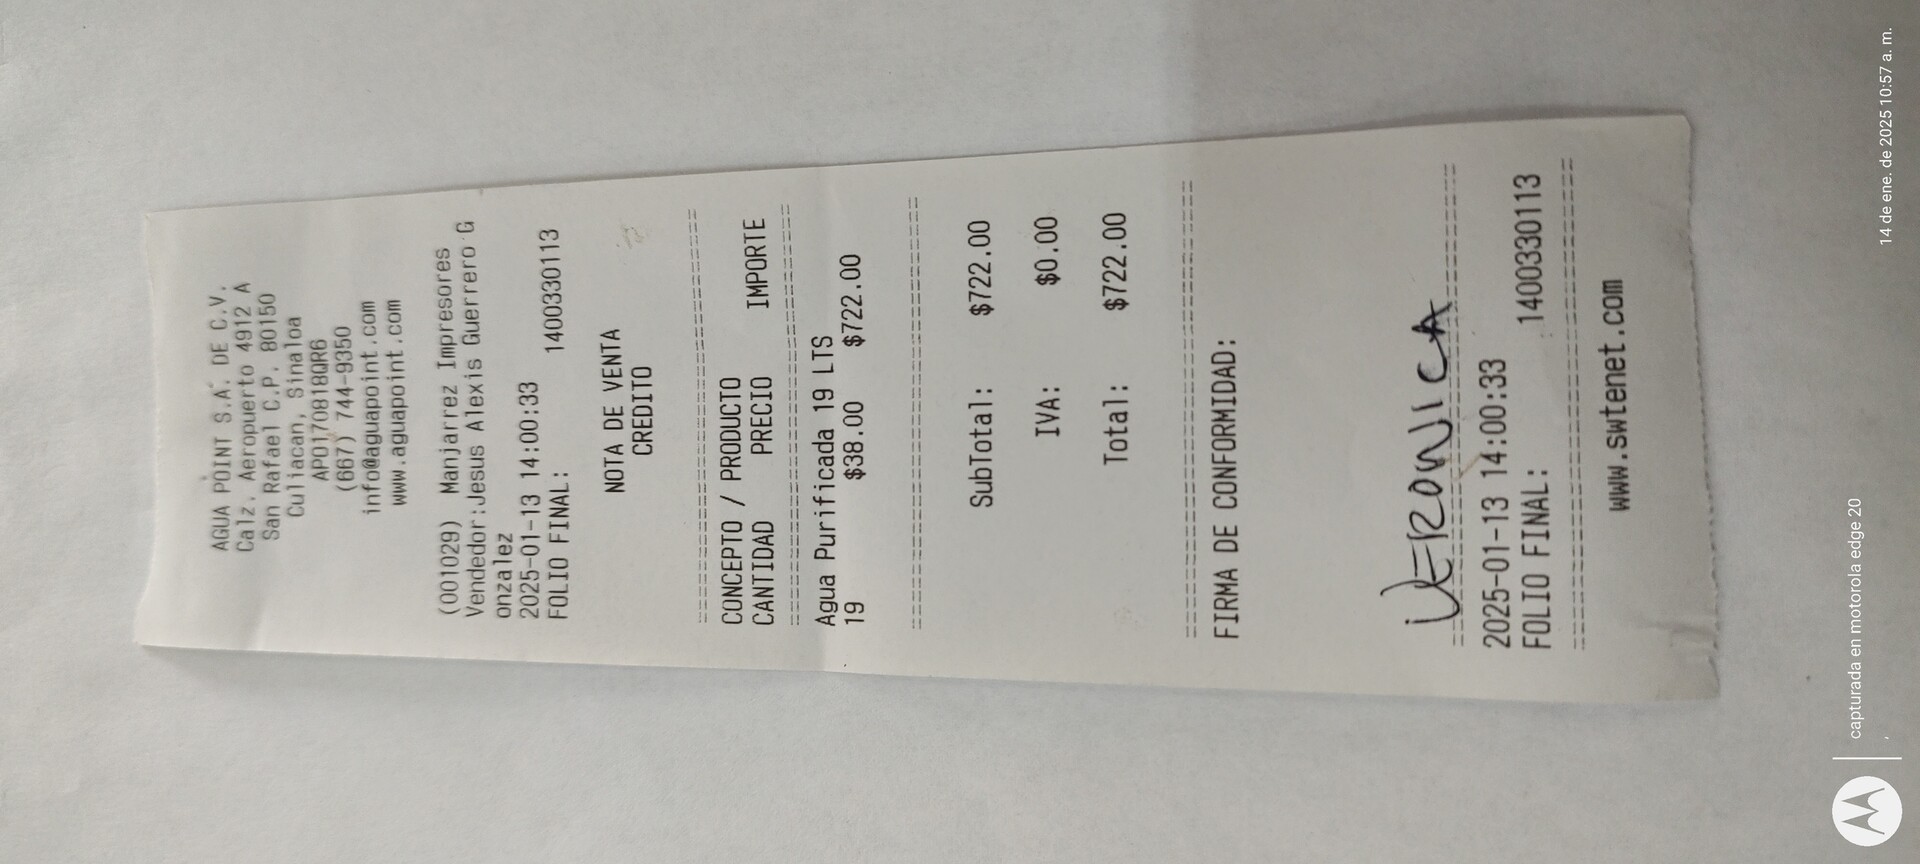 AGUA POINT S.A. DE C.V.
Calz. Aeropuerto 4912 A
San Rafael C.P. 80150
Culiacan, Sinaloa
APO170818QR6
(667) 744-9350
info@aguapoint.com
www.aguapoint.com
(001029) Manjarrez Impresores
Vendedor:Jesus Alexis Guerrero G
onzalez
2025-01-13 14:00:33
FOLIO FINAL: 1400330113
NOTA DE VENTA
CREDITO
CONCEPTO / PRODUCTO
CANTIDAD PRECIO IMPORTE
Agua Purificada 19 LTS
19 $38.00 $722.00
SubTotal: $722.00
IVA: $0.00
Total: $722.00
FIRMA DE CONFORMIDAD:
VERONICA
2025-01-13 14:00:33
FOLIO FINAL: 1400330113
www.swtenet.com
capturada en motorola edge 20
14 de ene. de 2025 10:57 a. m.